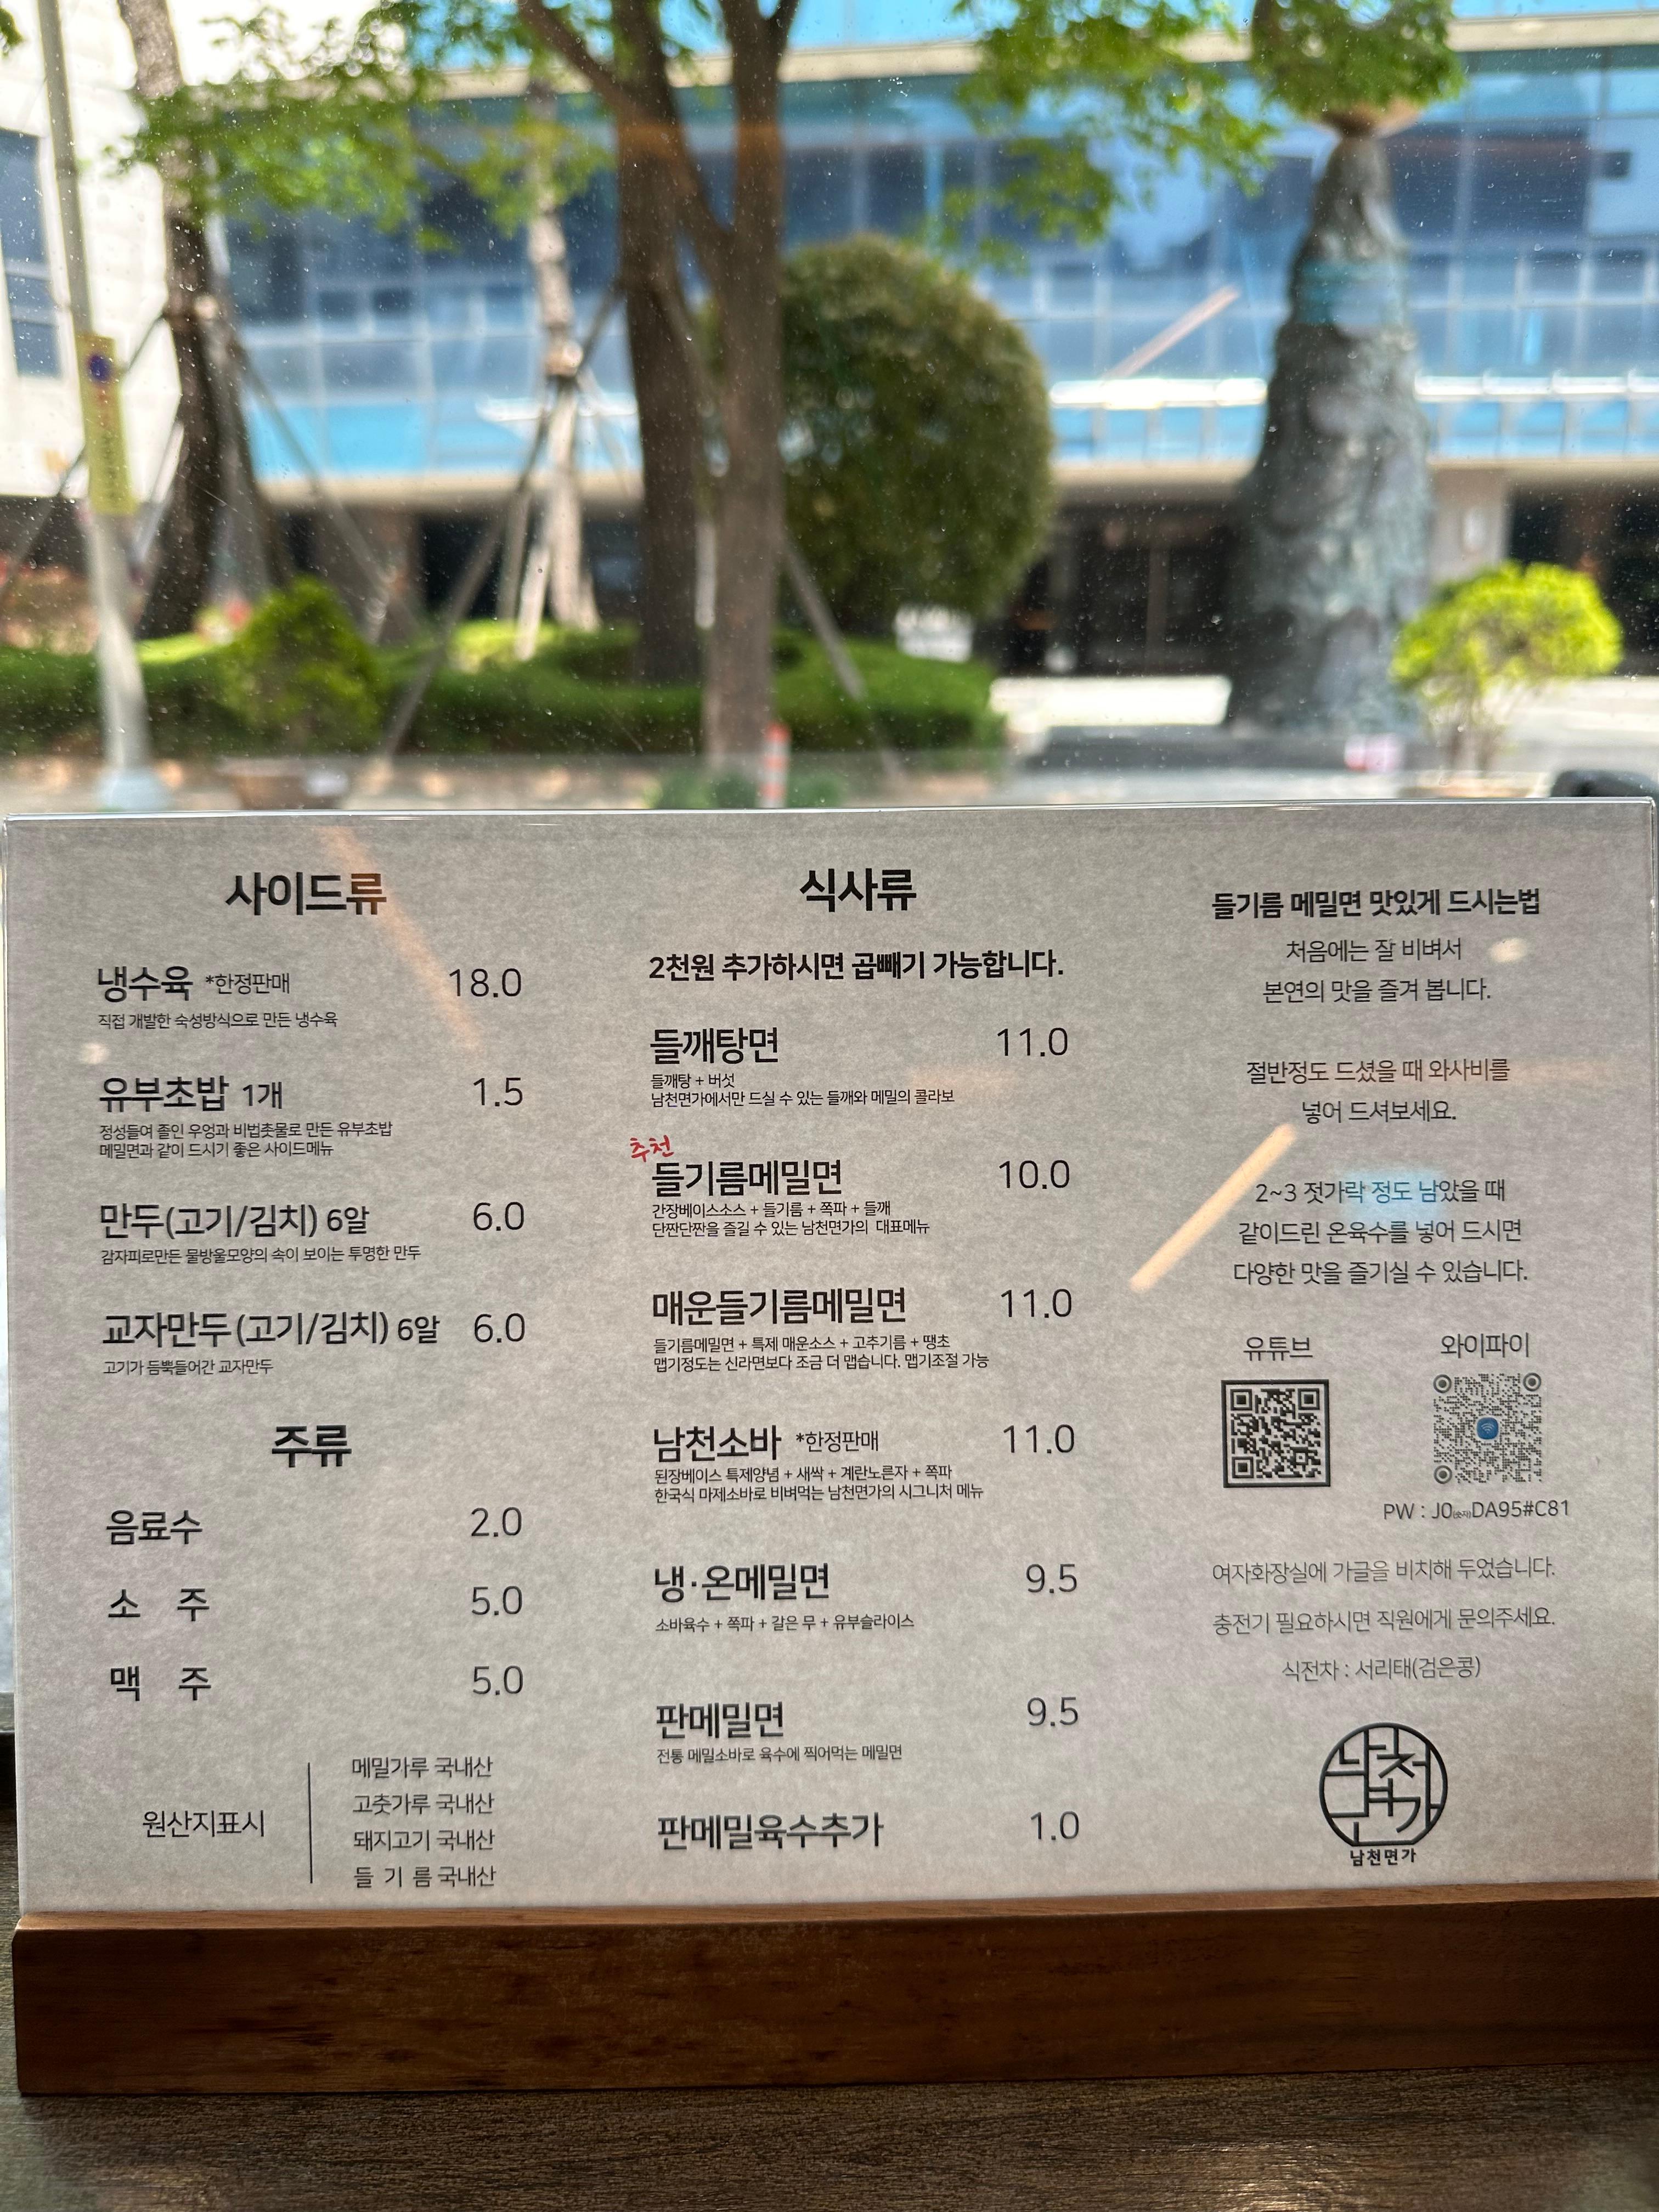 사이드류
냉수육 *한정판매 18.0
직접 개발한 숙성방식으로 만든 냉수육
유부초밥 1개 1.5
정성들여 졸인 우엉과 비법촛물로 만든 유부초밥
메밀면과 같이 드시기 좋은 사이드메뉴
만두(고기/김치) 6알 6.0
감자피로만든 물방울모양의 속이 보이는 투명한 만두
교자만두(고기/김치) 6알 6.0
고기가 듬뿍들어간 교자만두
주류
음료수 2.0
소 주 5.0
맥 주 5.0
원산지표시
메밀가루 국내산
고춧가루 국내산
돼지고기 국내산
들 기 름 국내산
식사류
2천원 추가하시면 곱빼기 가능합니다.
들깨탕면 11.0
들깨탕 + 버섯
남천면가에서만 드실 수 있는 들깨와 메밀의 콜라보
추천
들기름메밀면 10.0
간장베이스소스 + 들기름 + 쪽파 + 들깨
단짠단짠을 즐길 수 있는 남천면가의 대표메뉴
매운들기름메밀면 11.0
들기름메밀면 + 특제 매운소스 + 고추기름 + 땡초
맵기정도는 신라면보다 조금 더 맵습니다. 맵기조절 가능
남천소바 *한정판매 11.0
된장베이스 특제양념 + 새싹 + 계란노른자 + 쪽파
한국식 마제소바로 비벼먹는 남천면가의 시그니처 메뉴
냉·온메밀면 9.5
소바육수 + 쪽파 + 갈은 무 + 유부슬라이스
판메밀면 9.5
전통 메밀소바로 육수에 찍어먹는 메밀면
판메밀육수추가 1.0
들기름 메밀면 맛있게 드시는법
처음에는 잘 비벼서
본연의 맛을 즐겨 봅니다.
절반정도 드셨을 때 와사비를
넣어 드셔보세요.
2~3 젓가락 정도 남았을 때
같이드린 온육수를 넣어 드시면
다양한 맛을 즐기실 수 있습니다.
유튜브 와이파이
PW : J0(숫자)DA95#C81
여자화장실에 가글을 비치해 두었습니다.
충전기 필요하시면 직원에게 문의주세요.
식전차 : 서리태(검은콩)
남천면가
남천면가